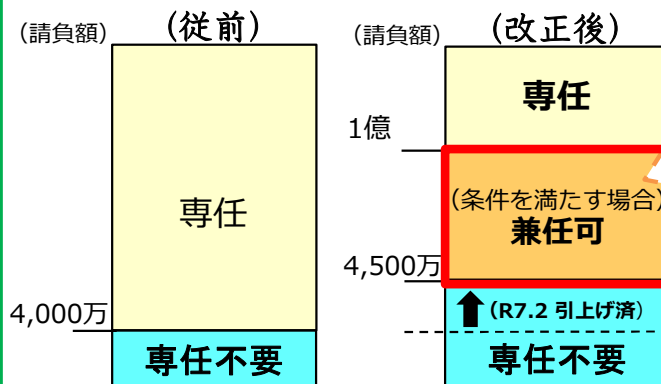 (請負額)
(従前)
専任
4,000万
専任不要
(請負額)
(改正後)
専任
1億
(条件を満たす場合)
兼任可
4,500万
(R7.2 引上げ済)
専任不要